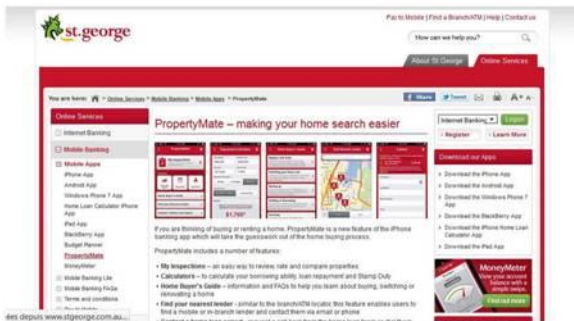 st.george
Pay to Mobile | Find a Branch/ATM | Help | Contact us
How can we help you?
About St.George
Online Services
You are here: > Online Services > Mobile Banking > Mobile Apps > PropertyMate
Share
Tweet
A+ A
Online Services
Internet Banking
Mobile Banking
Mobile Apps
iPhone App
Android App
Windows Phone 7 App
Home Loan Calculator iPhone
App
iPad App
BlackBerry App
Budget Planner
PropertyMate
MoneyMeter
Mobile Banking Lite
Mobile Banking FAQs
Terms and conditions
PropertyMate – making your home search easier
$1,769
If you are thinking of buying or renting a home, PropertyMate is a new feature of the iPhone
banking app which will take the guesswork out of the home buying process.
PropertyMate includes a number of features:
• My Inspections – an easy way to review, rate and compare properties
• Calculators – to calculate your borrowing ability, loan repayment and Stamp Duty
• Home Buyer's Guide – information and FAQs to help you learn about buying, switching or
renovating a home
• Find your nearest lender - similar to the branch/ATM locator, this feature enables users to
find a mobile or in-branch lender and contact them via email or phone
Internet Banking
Logon
› Register
› Learn More
Download our Apps
› Download the iPhone App
› Download the Android App
› Download the Windows Phone 7
App
› Download the BlackBerry App
› Download the iPhone Home Loan
Calculator App
› Download the iPad App
MoneyMeter
View your account
balance with a
simple swipe.
Find out more
ées depuis www.stgeorge.com.au...